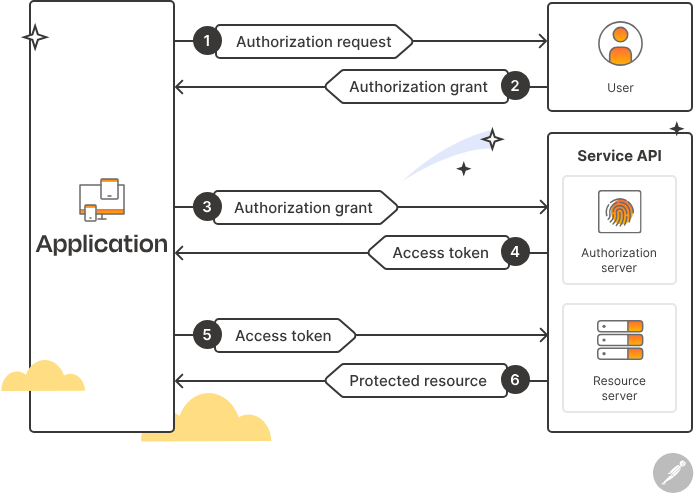 1 Authorization request
User
Authorization grant 2
Service API
3 Authorization grant
Authorization
server
Access token 4
Application
5 Access token
Protected resource 6
Resource
server